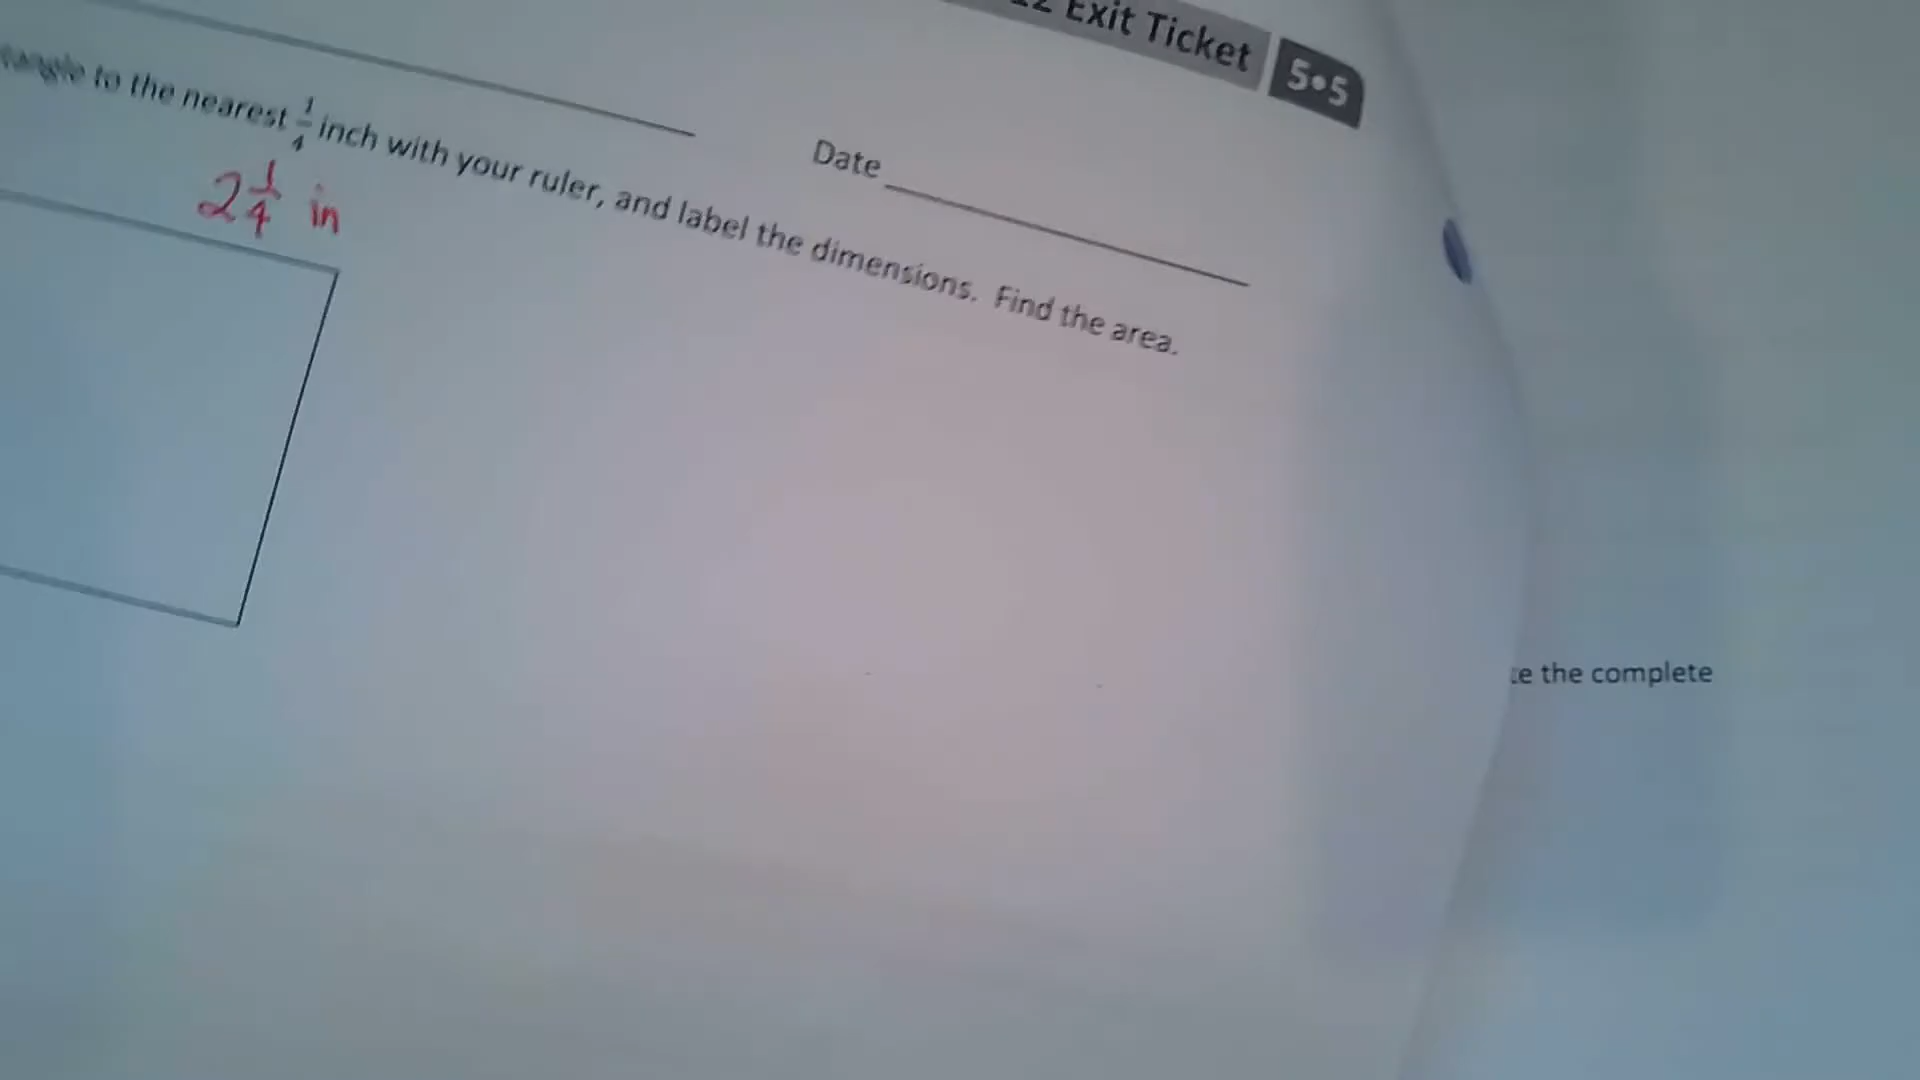 12 Exit Ticket 5•5
Date
to the nearest 1/4 inch with your ruler, and label the dimensions. Find the area.
2 1/4 in
the complete